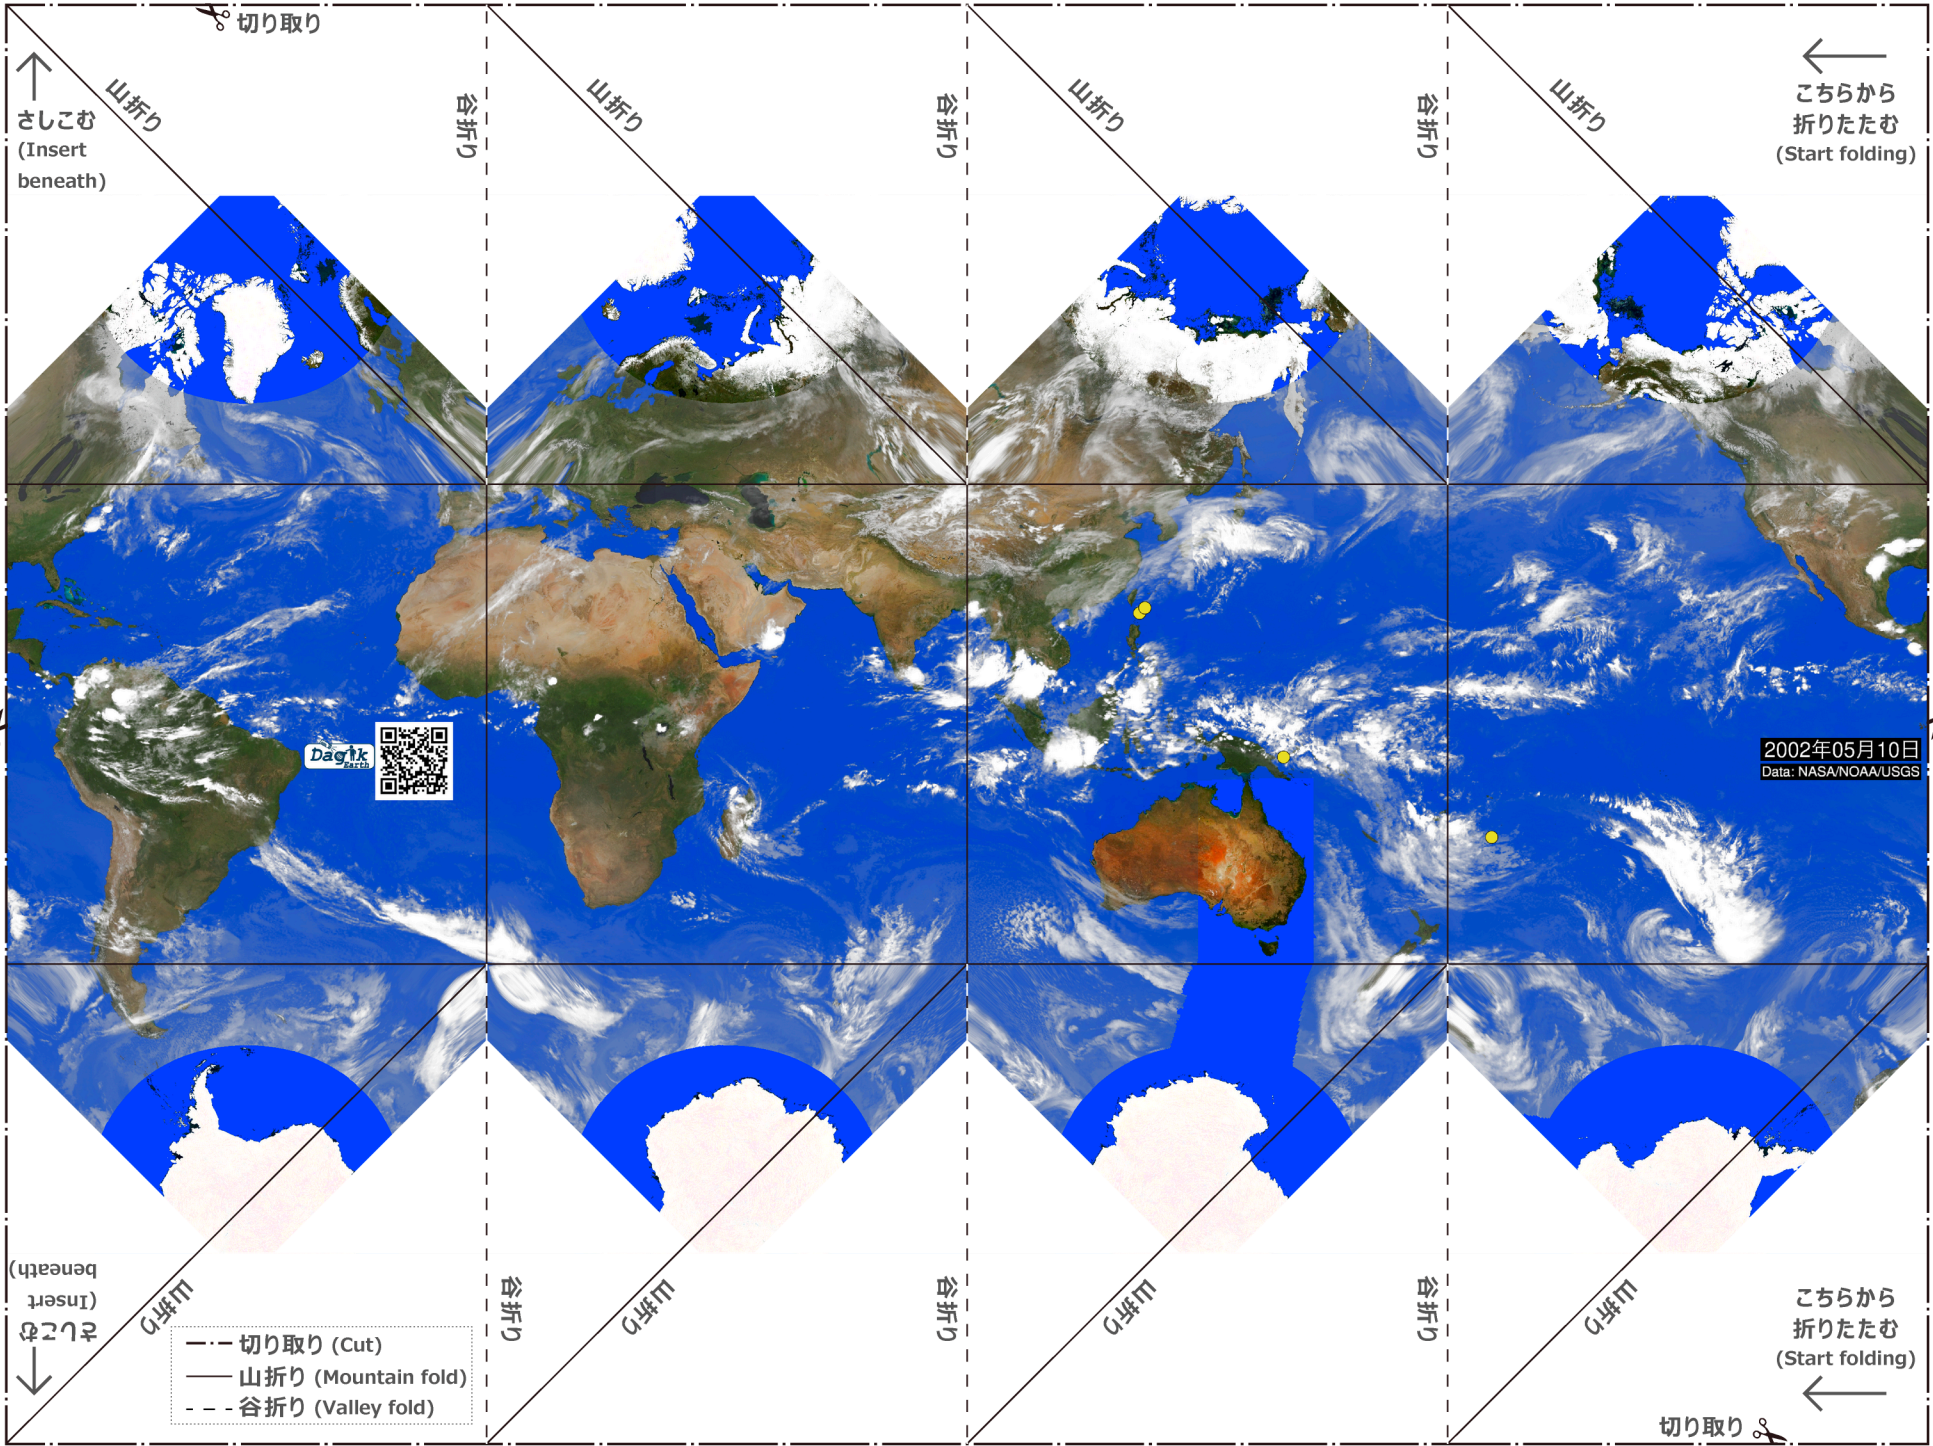 切り取り
山折り
谷折り
山折り
谷折り
山折り
谷折り
山折り
さしこむ
(Insert
beneath)
こちらから
折りたたむ
(Start folding)
Dagik
Earth
2002年05月10日
Data: NASA/NOAA/USGS
さしこむ
(Insert
beneath)
山折り
谷折り
山折り
谷折り
山折り
谷折り
山折り
切り取り (Cut)
山折り (Mountain fold)
谷折り (Valley fold)
こちらから
折りたたむ
(Start folding)
切り取り